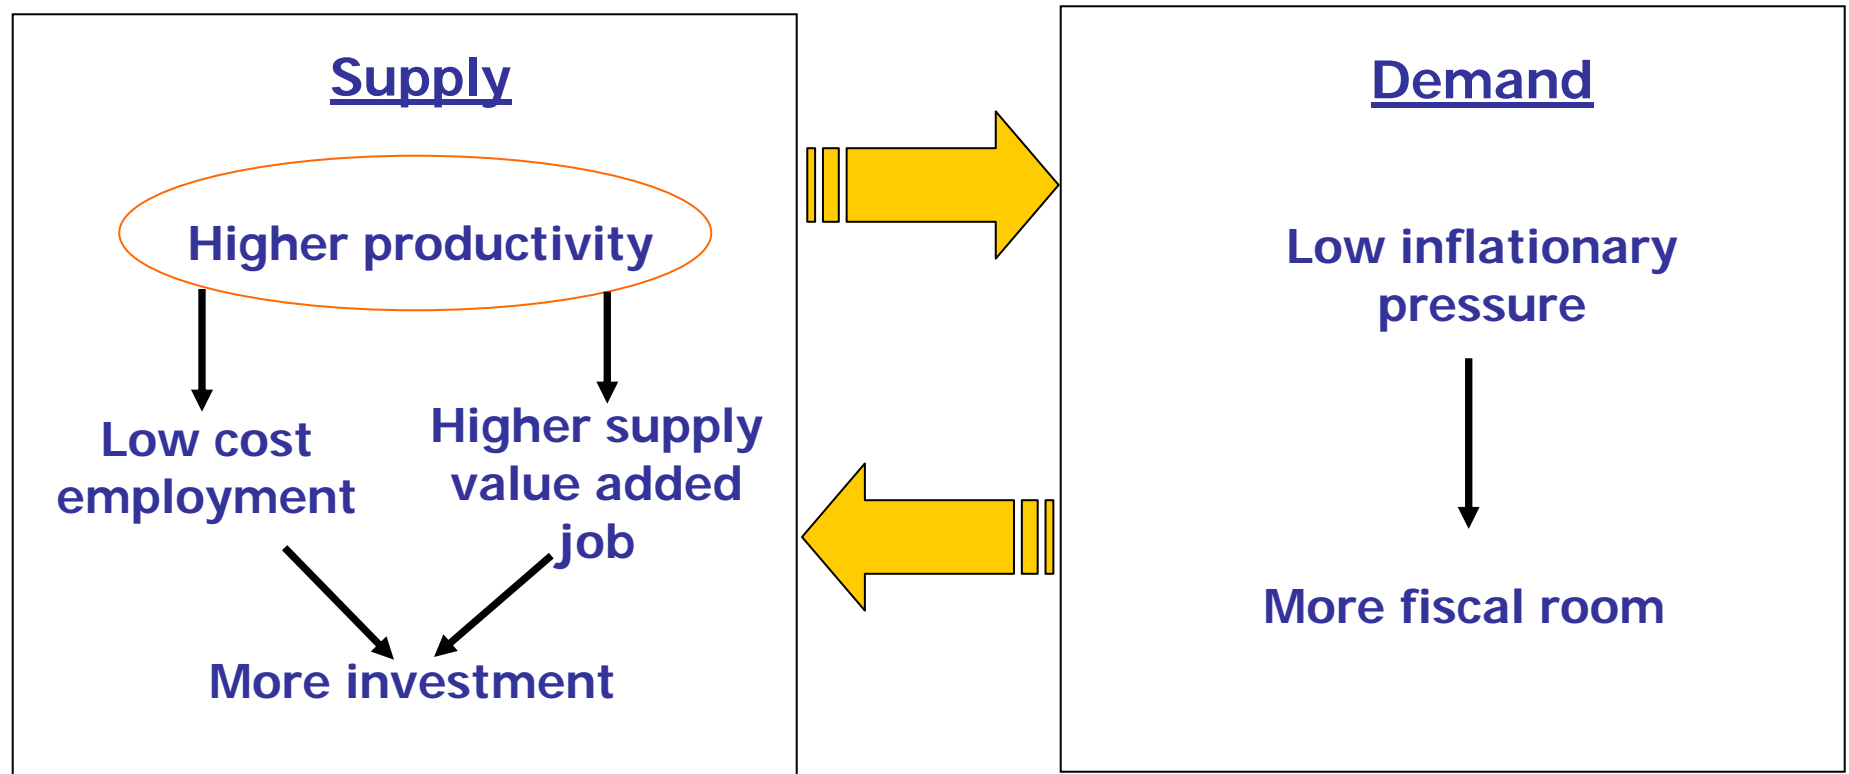 Supply
Higher productivity
Low cost
employment
Higher supply
value added
job
More investment
Demand
Low inflationary
pressure
More fiscal room